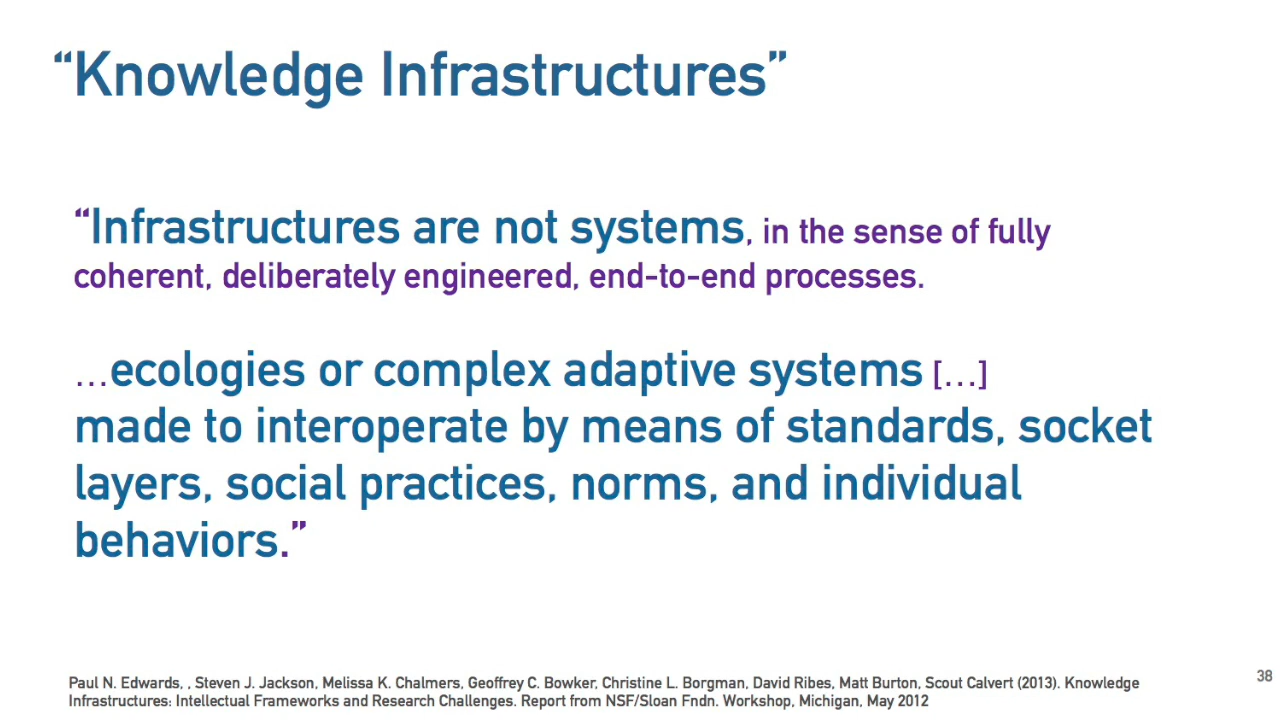 “Knowledge Infrastructures”
“Infrastructures are not systems, in the sense of fully
coherent, deliberately engineered, end-to-end processes.
…ecologies or complex adaptive systems […]
made to interoperate by means of standards, socket
layers, social practices, norms, and individual
behaviors.”
Paul N. Edwards, , Steven J. Jackson, Melissa K. Chalmers, Geoffrey C. Bowker, Christine L. Borgman, David Ribes, Matt Burton, Scout Calvert (2013). Knowledge
Infrastructures: Intellectual Frameworks and Research Challenges. Report from NSF/Sloan Fndn. Workshop, Michigan, May 2012
38